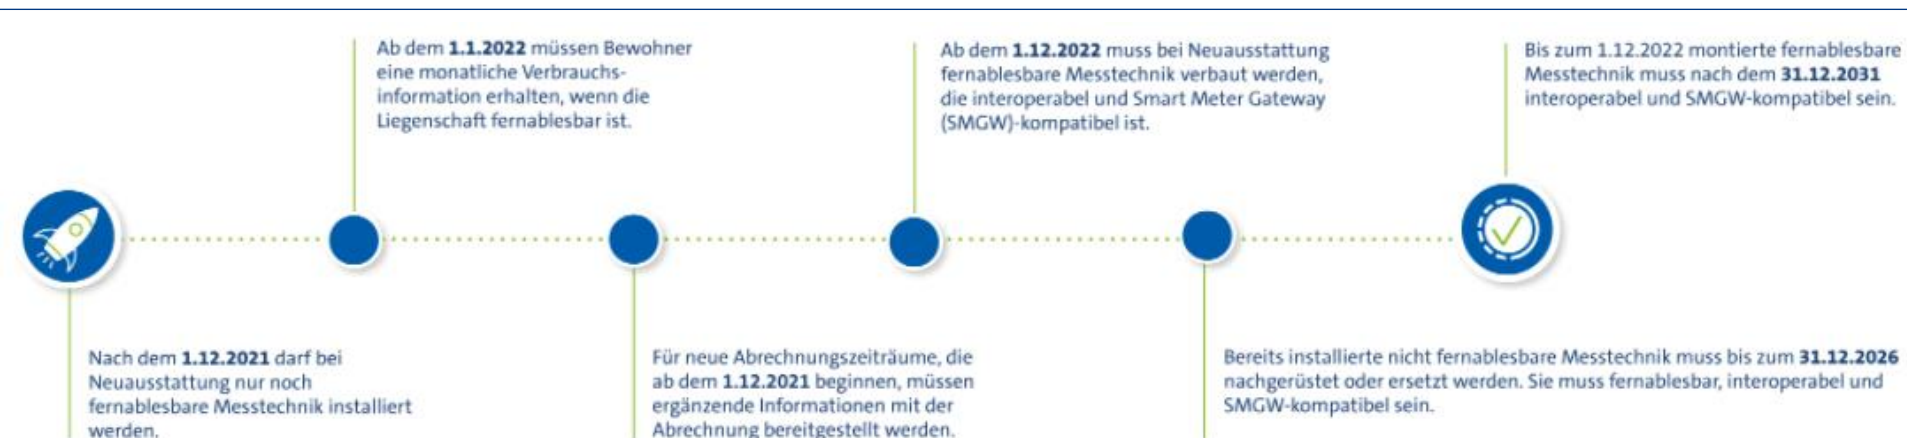 Ab dem 1.1.2022 müssen Bewohner
eine monatliche Verbrauchs-
information erhalten, wenn die
Liegenschaft fernablesbar ist.
Ab dem 1.12.2022 muss bei Neuausstattung
fernablesbare Messtechnik verbaut werden,
die interoperabel und Smart Meter Gateway
(SMGW)-kompatibel ist.
Bis zum 1.12.2022 montierte fernablesbare
Messtechnik muss nach dem 31.12.2031
interoperabel und SMGW-kompatibel sein.
Nach dem 1.12.2021 darf bei
Neuausstattung nur noch
fernablesbare Messtechnik installiert
werden.
Für neue Abrechnungszeiträume, die
ab dem 1.12.2021 beginnen, müssen
ergänzende Informationen mit der
Abrechnung bereitgestellt werden.
Bereits installierte nicht fernablesbare Messtechnik muss bis zum 31.12.2026
nachgerüstet oder ersetzt werden. Sie muss fernablesbar, interoperabel und
SMGW-kompatibel sein.